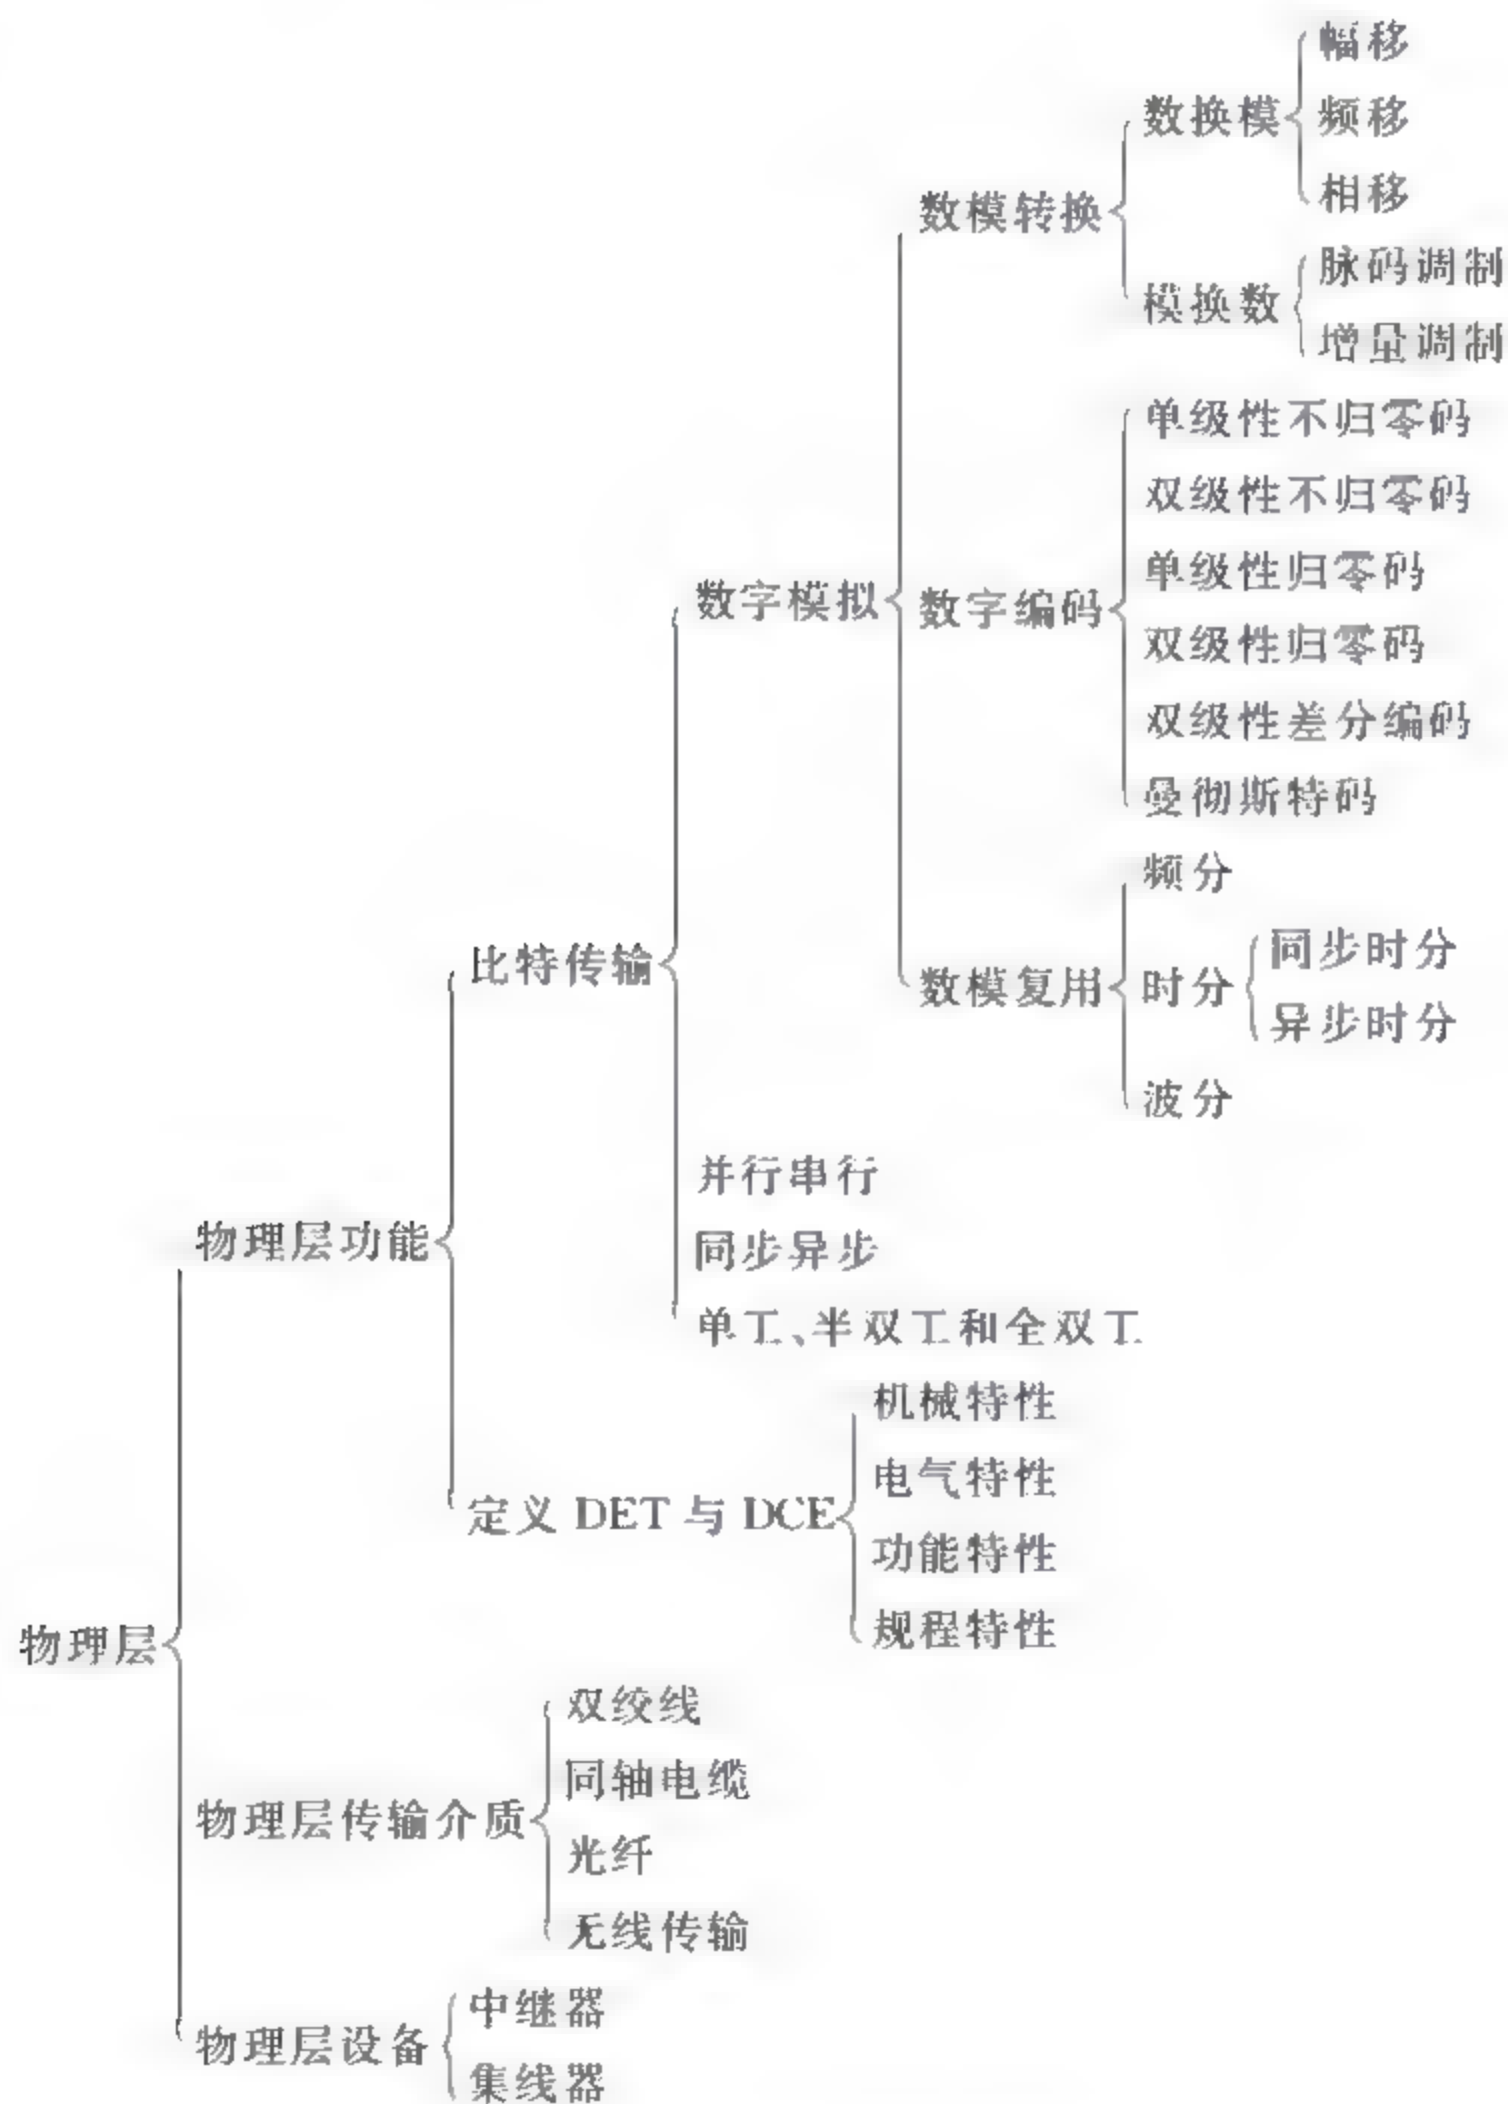 幅移
数换模
频移
相移
数模转换
脉码调制
模换数
增量调制
单级性不归零码
双级性不归零码
单级性归零码
数字模拟
数字编码
双级性归零码
双级性差分编码
曼彻斯特码
频分
比特传输
同步时分
数模复用
时分
异步时分
波分
并行串行
物理层功能
同步异步
单工、半双工和全双工
机械特性
电气特性
定义 DET 与 DCE
功能特性
规程特性
物理层
双绞线
同轴电缆
物理层传输介质
光纤
无线传输
中继器
物理层设备
集线器